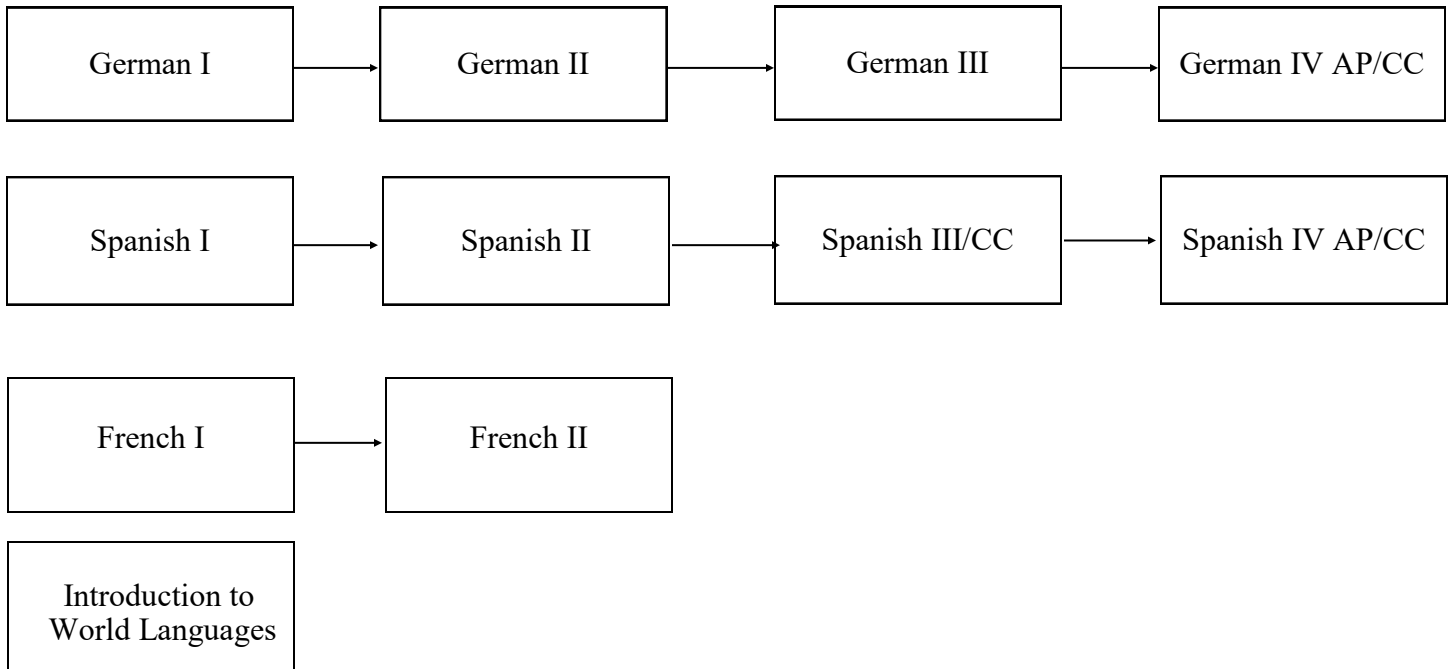 German I
German II
German III
German IV AP/CC
Spanish I
Spanish II
Spanish III/CC
Spanish IV AP/CC
French I
French II
Introduction to
World Languages